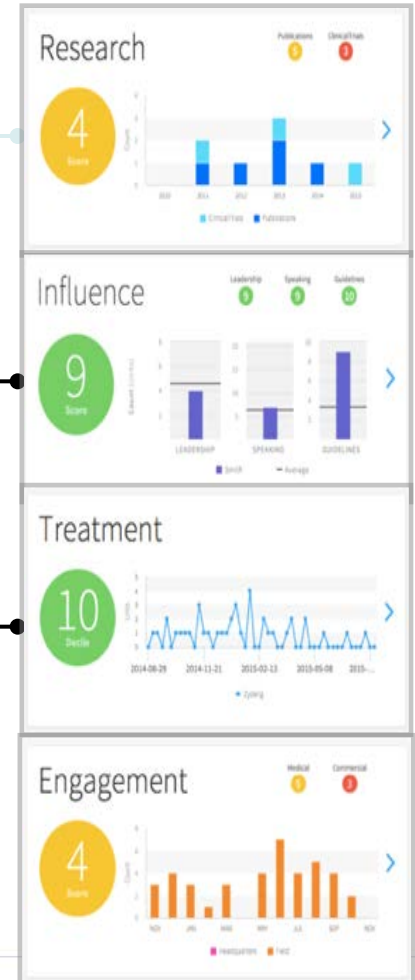 Research
Publications Clinical Trials
5 3
4
Score
Count
2010 2011 2012 2013 2014 2015
Clinical Trials Publications
Influence
Leadership Speaking Guidelines
9 9 10
9
Score
LEADERSHIP SPEAKING GUIDELINES
Smith Average
Treatment
10
Decile
Units
2014-08-29 2014-11-21 2015-02-13 2015-05-08 2015-...
Engagement
Medical Commercial
5 3
4
Score
Count
NOV JAN MAR MAY JUL SEP NOV
Headquarters Field